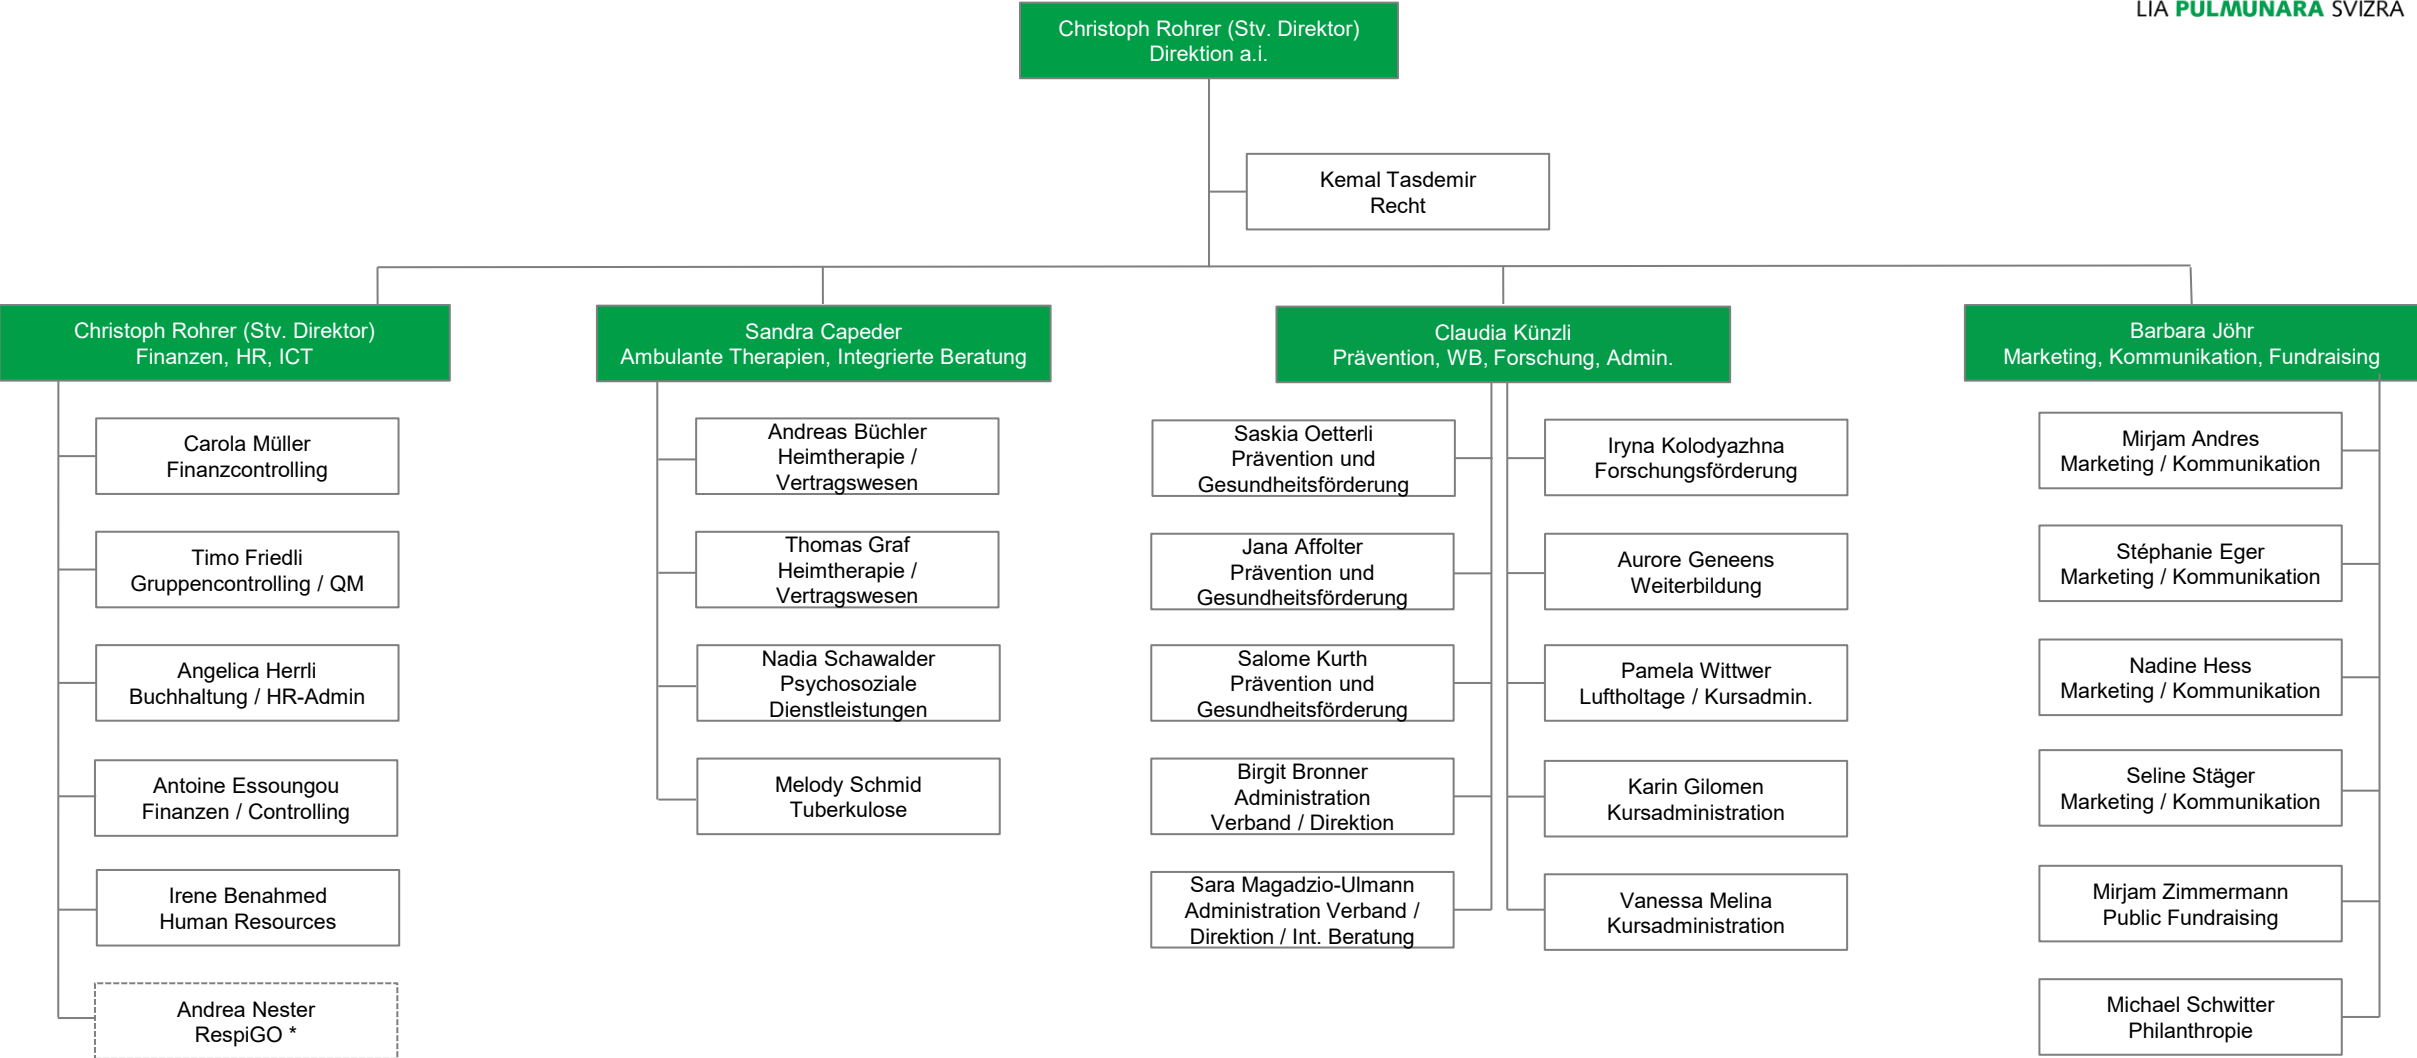 LIA PULMUNARA SVIZRA
Christoph Rohrer (Stv. Direktor)
Direktion a.i.
Kemal Tasdemir
Recht
Christoph Rohrer (Stv. Direktor)
Finanzen, HR, ICT
Carola Müller
Finanzcontrolling
Timo Friedli
Gruppencontrolling / QM
Angelica Herrli
Buchhaltung / HR-Admin
Antoine Essoungou
Finanzen / Controlling
Irene Benahmed
Human Resources
Andrea Nester
RespiGO *
Sandra Capeder
Ambulante Therapien, Integrierte Beratung
Andreas Büchler
Heimtherapie /
Vertragswesen
Thomas Graf
Heimtherapie /
Vertragswesen
Nadia Schawalder
Psychosoziale
Dienstleistungen
Melody Schmid
Tuberkulose
Claudia Künzli
Prävention, WB, Forschung, Admin.
Saskia Oetterli
Prävention und
Gesundheitsförderung
Jana Affolter
Prävention und
Gesundheitsförderung
Salome Kurth
Prävention und
Gesundheitsförderung
Birgit Bronner
Administration
Verband / Direktion
Sara Magadzio-Ulmann
Administration Verband /
Direktion / Int. Beratung
Iryna Kolodyazhna
Forschungsförderung
Aurore Geneens
Weiterbildung
Pamela Wittwer
Luftholtage / Kursadmin.
Karin Gilomen
Kursadministration
Vanessa Melina
Kursadministration
Barbara Jöhr
Marketing, Kommunikation, Fundraising
Mirjam Andres
Marketing / Kommunikation
Stéphanie Eger
Marketing / Kommunikation
Nadine Hess
Marketing / Kommunikation
Seline Stäger
Marketing / Kommunikation
Mirjam Zimmermann
Public Fundraising
Michael Schwitter
Philanthropie